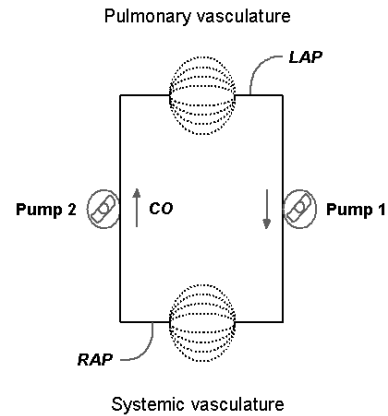 Pulmonary vasculature
LAP
Pump 2
CO
Pump 1
RAP
Systemic vasculature